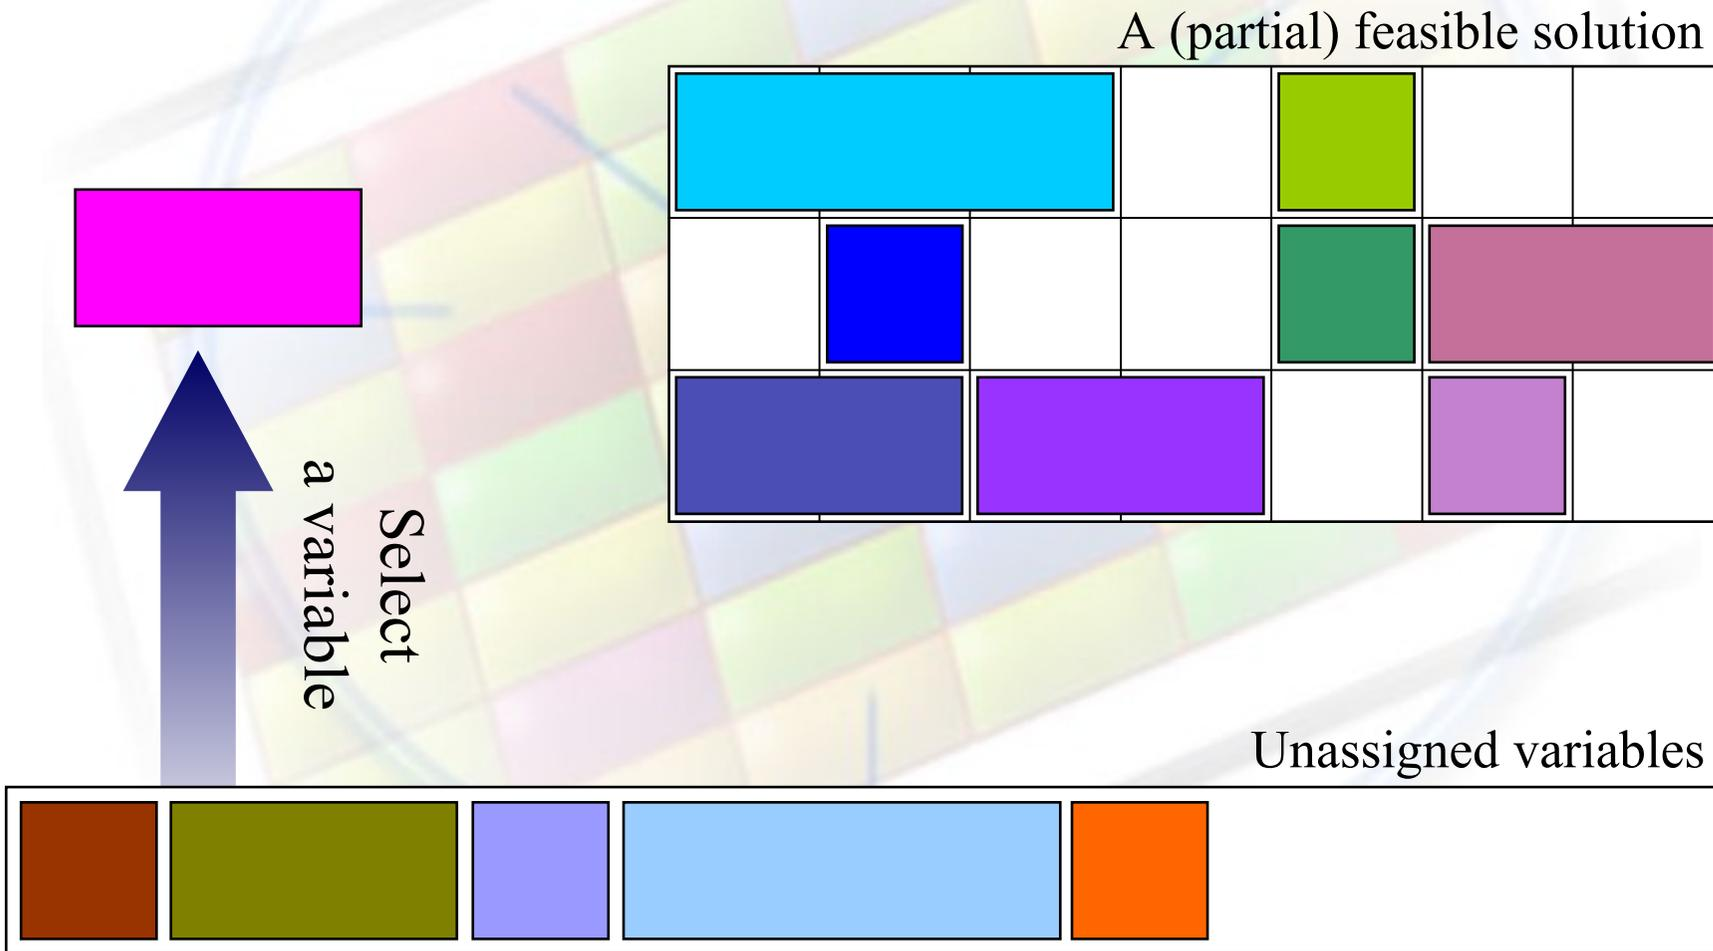 A (partial) feasible solution
Select
a variable
Unassigned variables